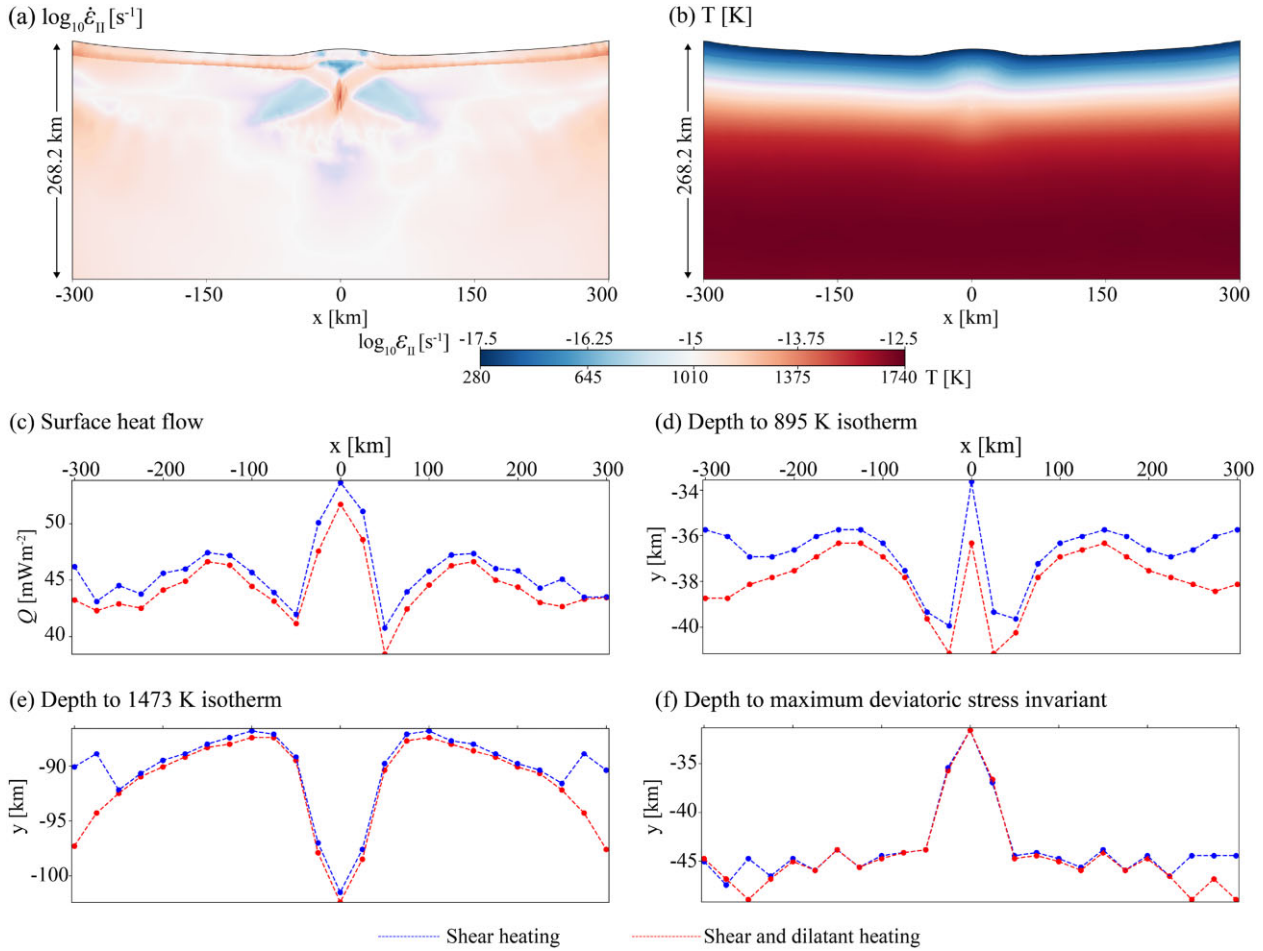 (a) log₁₀ε̇_II [s⁻¹]
(b) T [K]
268.2 km
268.2 km
-300 -150 0 150 300
x [km]
-300 -150 0 150 300
x [km]
log₁₀ε_II [s⁻¹] -17.5 -16.25 -15 -13.75 -12.5
280 645 1010 1375 1740 T [K]
(c) Surface heat flow
x [km]
-300 -200 -100 0 100 200 300
Q [mWm⁻²]
50
45
40
(d) Depth to 895 K isotherm
x [km]
-300 -200 -100 0 100 200 300
y [km]
-34
-36
-38
-40
(e) Depth to 1473 K isotherm
y [km]
-90
-95
-100
(f) Depth to maximum deviatoric stress invariant
y [km]
-35
-40
-45
Shear heating
Shear and dilatant heating